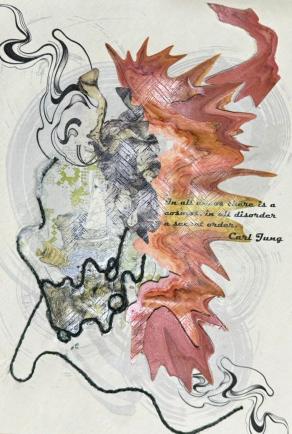 In all chaos there is a
cosmos, in all disorder
a secret order.
Carl Jung